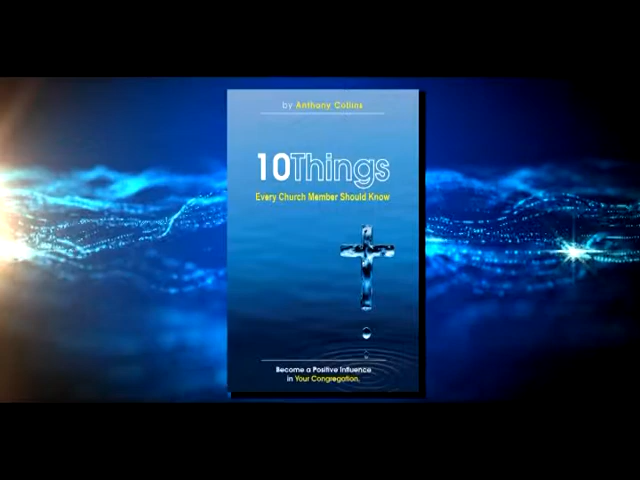 by Anthony Collins
10Things
Every Church Member Should Know
Become a Positive Influence
in Your Congregation.